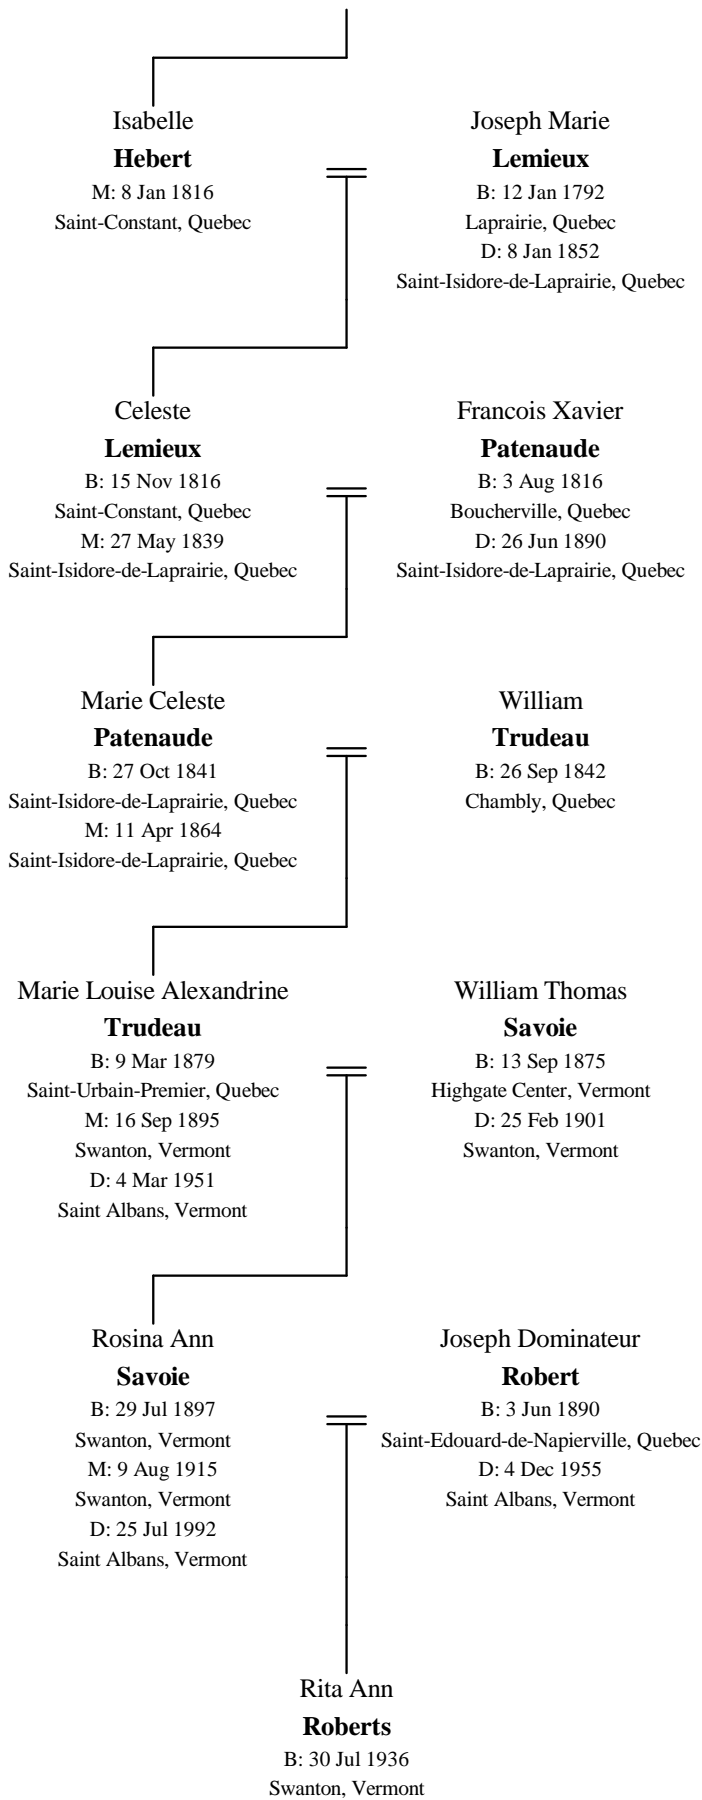 Isabelle
Hebert
M: 8 Jan 1816
Saint-Constant, Quebec
Joseph Marie
Lemieux
B: 12 Jan 1792
Laprairie, Quebec
D: 8 Jan 1852
Saint-Isidore-de-Laprairie, Quebec
Celeste
Lemieux
B: 15 Nov 1816
Saint-Constant, Quebec
M: 27 May 1839
Saint-Isidore-de-Laprairie, Quebec
Francois Xavier
Patenaude
B: 3 Aug 1816
Boucherville, Quebec
D: 26 Jun 1890
Saint-Isidore-de-Laprairie, Quebec
Marie Celeste
Patenaude
B: 27 Oct 1841
Saint-Isidore-de-Laprairie, Quebec
M: 11 Apr 1864
Saint-Isidore-de-Laprairie, Quebec
William
Trudeau
B: 26 Sep 1842
Chambly, Quebec
Marie Louise Alexandrine
Trudeau
B: 9 Mar 1879
Saint-Urbain-Premier, Quebec
M: 16 Sep 1895
Swanton, Vermont
D: 4 Mar 1951
Saint Albans, Vermont
William Thomas
Savoie
B: 13 Sep 1875
Highgate Center, Vermont
D: 25 Feb 1901
Swanton, Vermont
Rosina Ann
Savoie
B: 29 Jul 1897
Swanton, Vermont
M: 9 Aug 1915
Swanton, Vermont
D: 25 Jul 1992
Saint Albans, Vermont
Joseph Dominateur
Robert
B: 3 Jun 1890
Saint-Edouard-de-Napierville, Quebec
D: 4 Dec 1955
Saint Albans, Vermont
Rita Ann
Roberts
B: 30 Jul 1936
Swanton, Vermont